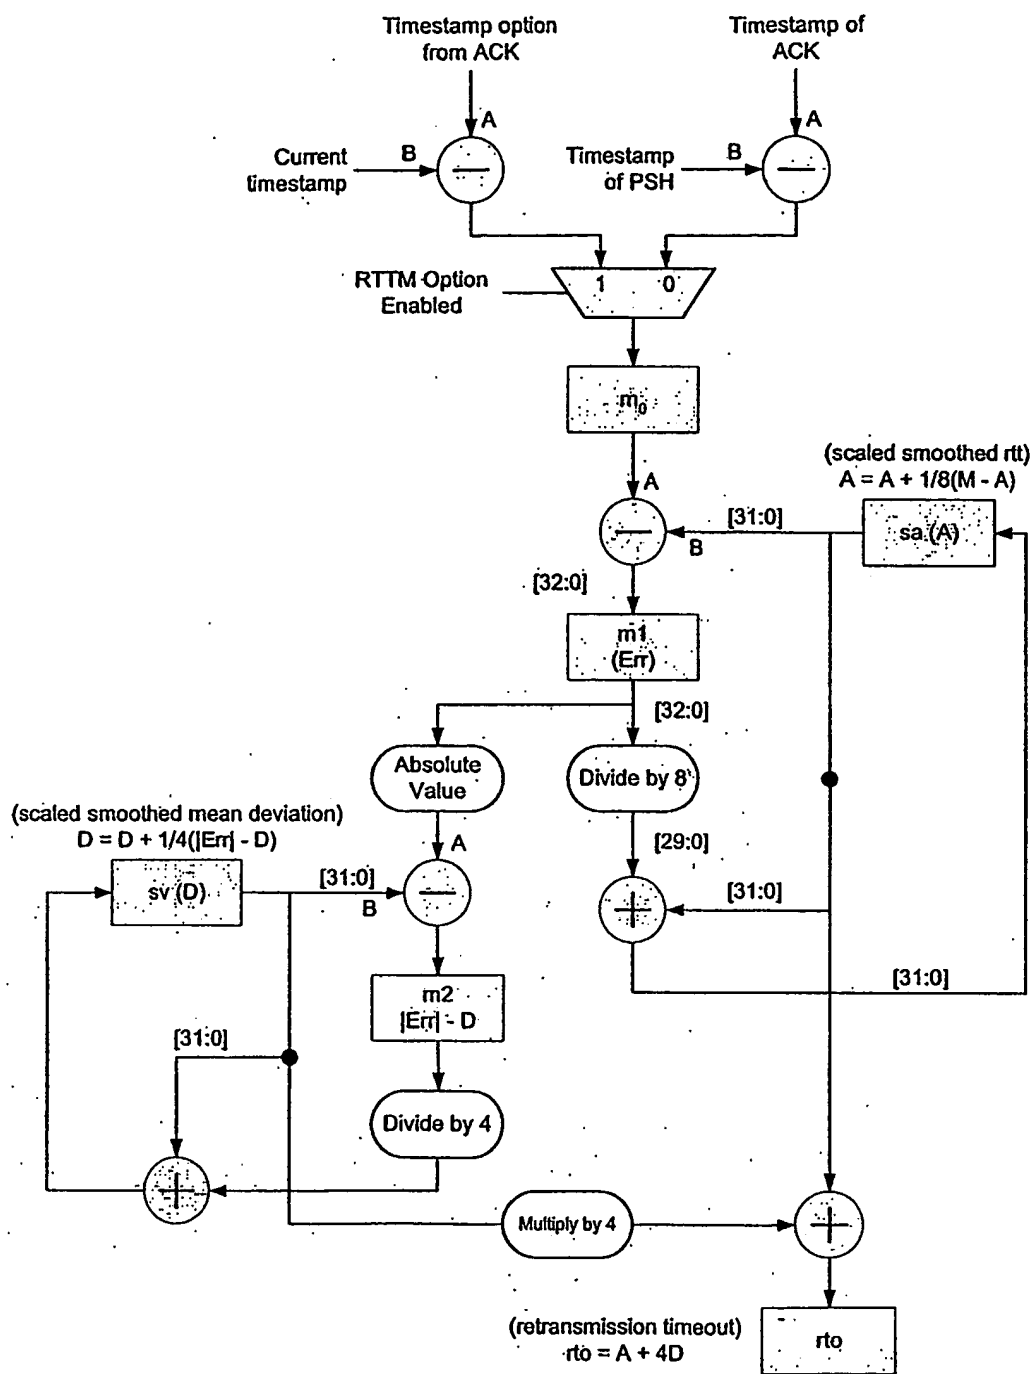 Timestamp option
from ACK
Timestamp of
ACK
A
A
Current
timestamp
B
Timestamp
of PSH
B
RTTM Option
Enabled
1
0
m0
(scaled smoothed rtt)
A = A + 1/8(M - A)
A
[31:0]
B
sa (A)
[32:0]
m1
(Err)
[32:0]
Absolute
Value
Divide by 8
(scaled smoothed mean deviation)
D = D + 1/4(|Err| - D)
A
[29:0]
sv (D)
[31:0]
B
[31:0]
[31:0]
m2
|Err| - D
[31:0]
Divide by 4
Multiply by 4
(retransmission timeout)
rto = A + 4D
rto